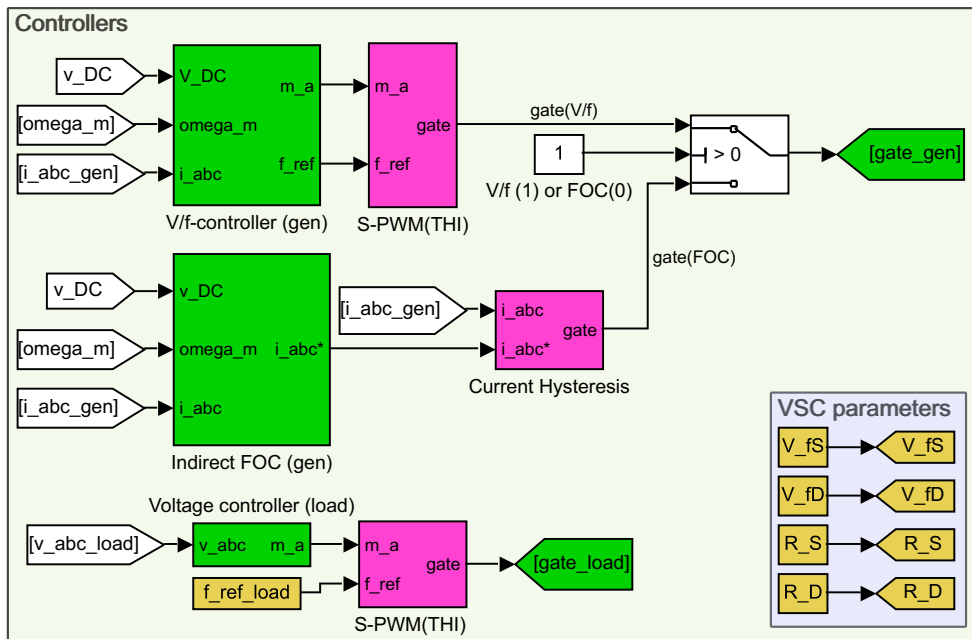 Controllers
v_DC
[omega_m]
[i_abc_gen]
V_DC
omega_m
i_abc
m_a
f_ref
V/f-controller (gen)
m_a
f_ref
gate
S-PWM(THI)
gate(V/f)
1
V/f (1) or FOC(0)
> 0
[gate_gen]
gate(FOC)
v_DC
[omega_m]
[i_abc_gen]
v_DC
omega_m
i_abc
i_abc*
Indirect FOC (gen)
[i_abc_gen]
i_abc
i_abc*
gate
Current Hysteresis
Voltage controller (load)
[v_abc_load]
v_abc
m_a
f_ref_load
m_a
f_ref
gate
S-PWM(THI)
[gate_load]
VSC parameters
V_fS
V_fS
V_fD
V_fD
R_S
R_S
R_D
R_D